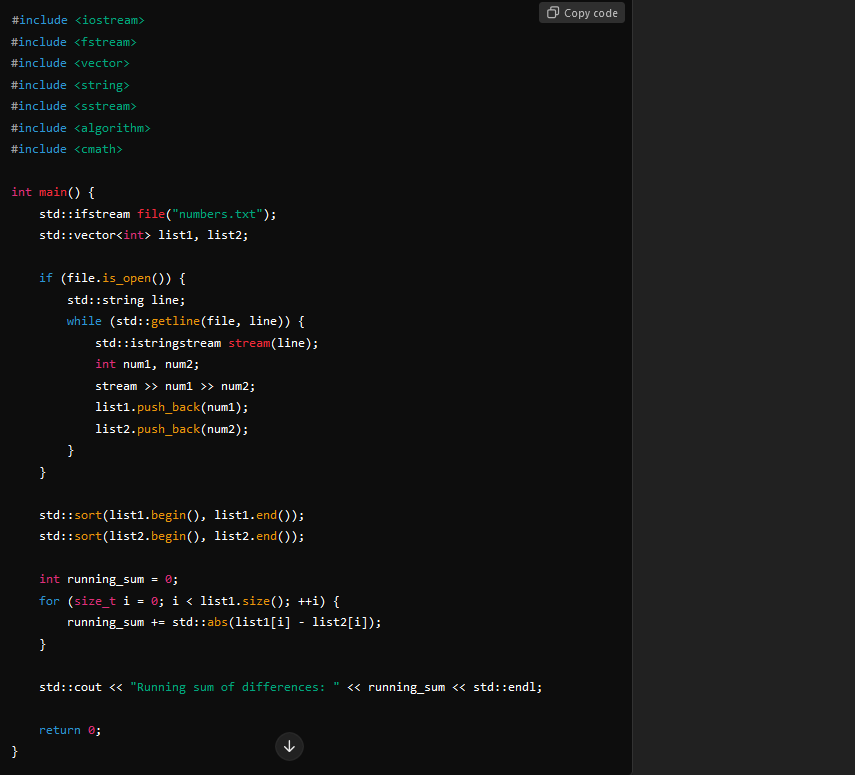 Copy code
#include <iostream>
#include <fstream>
#include <vector>
#include <string>
#include <sstream>
#include <algorithm>
#include <cmath>

int main() {
    std::ifstream file("numbers.txt");
    std::vector<int> list1, list2;

    if (file.is_open()) {
        std::string line;
        while (std::getline(file, line)) {
            std::istringstream stream(line);
            int num1, num2;
            stream >> num1 >> num2;
            list1.push_back(num1);
            list2.push_back(num2);
        }
    }

    std::sort(list1.begin(), list1.end());
    std::sort(list2.begin(), list2.end());

    int running_sum = 0;
    for (size_t i = 0; i < list1.size(); ++i) {
        running_sum += std::abs(list1[i] - list2[i]);
    }

    std::cout << "Running sum of differences: " << running_sum << std::endl;

    return 0;
}